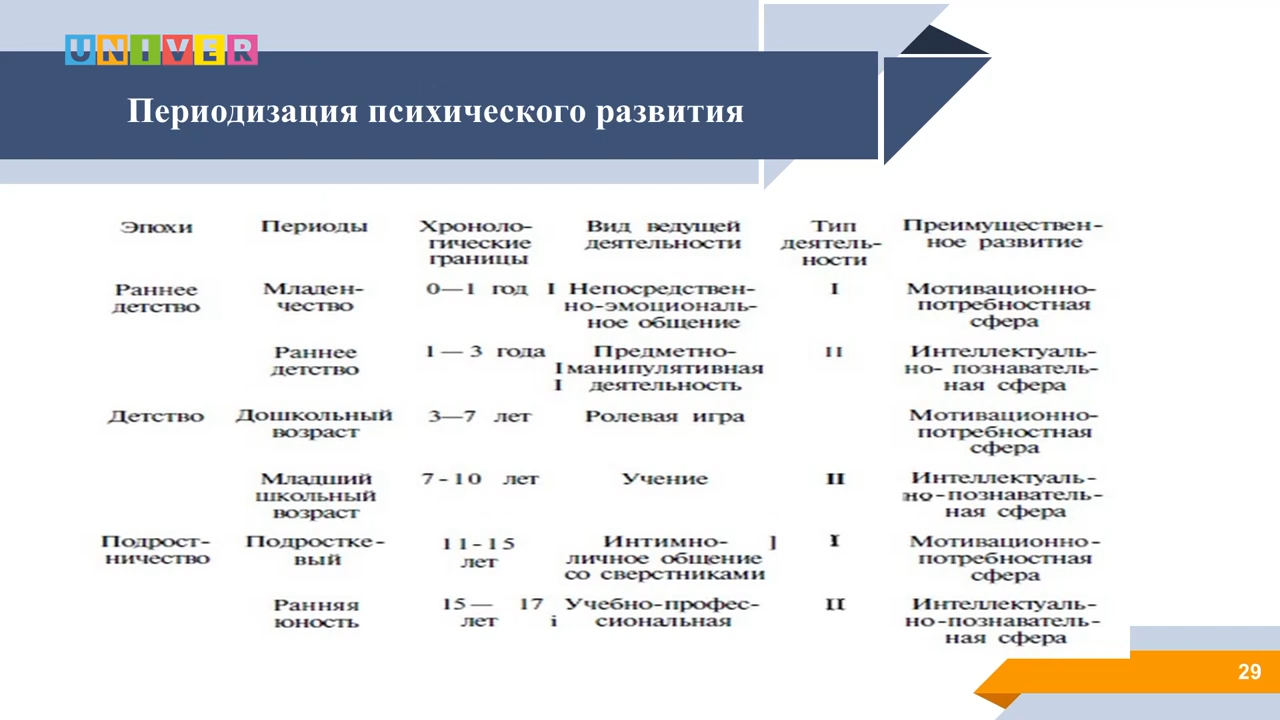 UNIVER
Периодизация психического развития
Эпохи Периоды Хроноло- Вид ведущей Тип Преимуществен-
гические деятельности деятель- ное развитие
границы ности
Раннее Младен- 0—1 год I Непосредствен- I Мотивационно-
детство чество но-эмоциональ- потребностная
ное общение сфера
Раннее 1 — 3 года Предметно- II Интеллектуаль-
детство I манипулятивная но- познаватель-
I деятельность ная сфера
Детство Дошкольный 3—7 лет Ролевая игра Мотивационно-
возраст потребностная
сфера
Младший 7-10 лет Учение II Интеллектуаль-
школьный но-познаватель-
возраст ная сфера
Подрост- Подростке- 11-15 Интимно- ] I Мотивационно-
ничество вый лет личное общение потребностная
со сверстниками сфера
Ранняя 15— 17 Учебно-профес- II Интеллектуаль-
юность лет i сиональная но-познаватель-
ная сфера
29